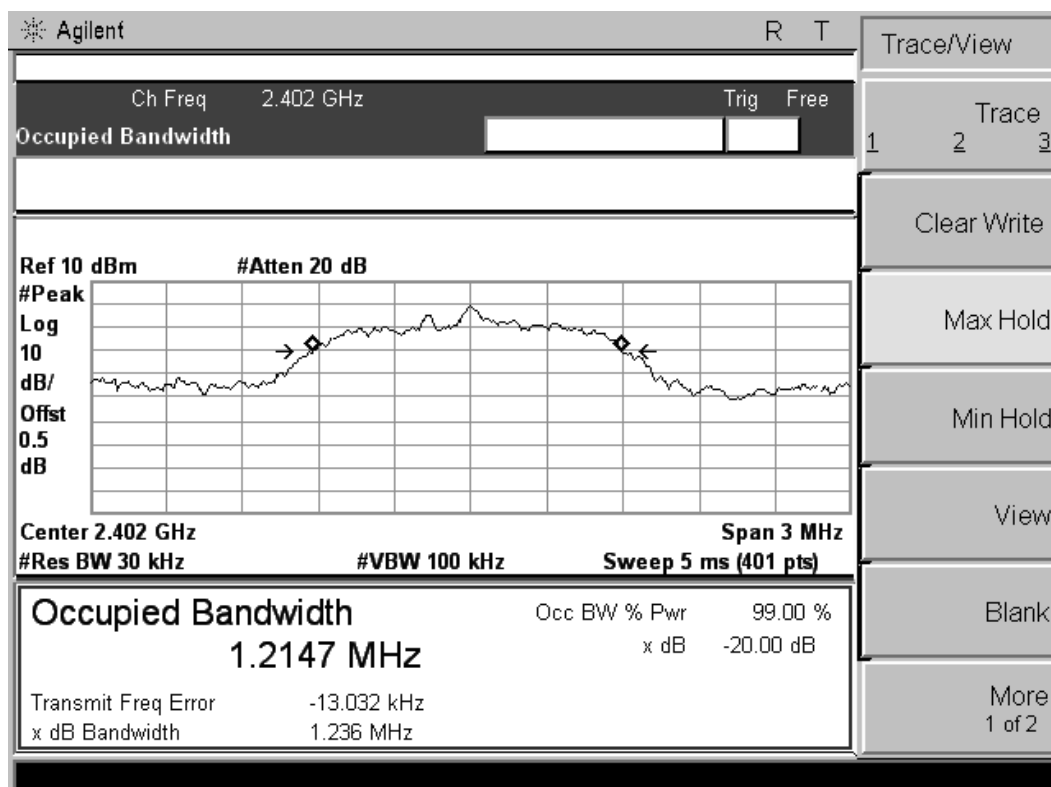 Agilent R T
Trace/View
Ch Freq 2.402 GHz Trig Free
Occupied Bandwidth
Trace
1 2 3
Clear Write
Max Hold
Min Hold
View
Blank
More
1 of 2
Ref 10 dBm #Atten 20 dB
#Peak
Log
10
dB/
Offst
0.5
dB
Center 2.402 GHz Span 3 MHz
#Res BW 30 kHz #VBW 100 kHz Sweep 5 ms (401 pts)
Occupied Bandwidth Occ BW % Pwr 99.00 %
1.2147 MHz x dB -20.00 dB
Transmit Freq Error -13.032 kHz
x dB Bandwidth 1.236 MHz